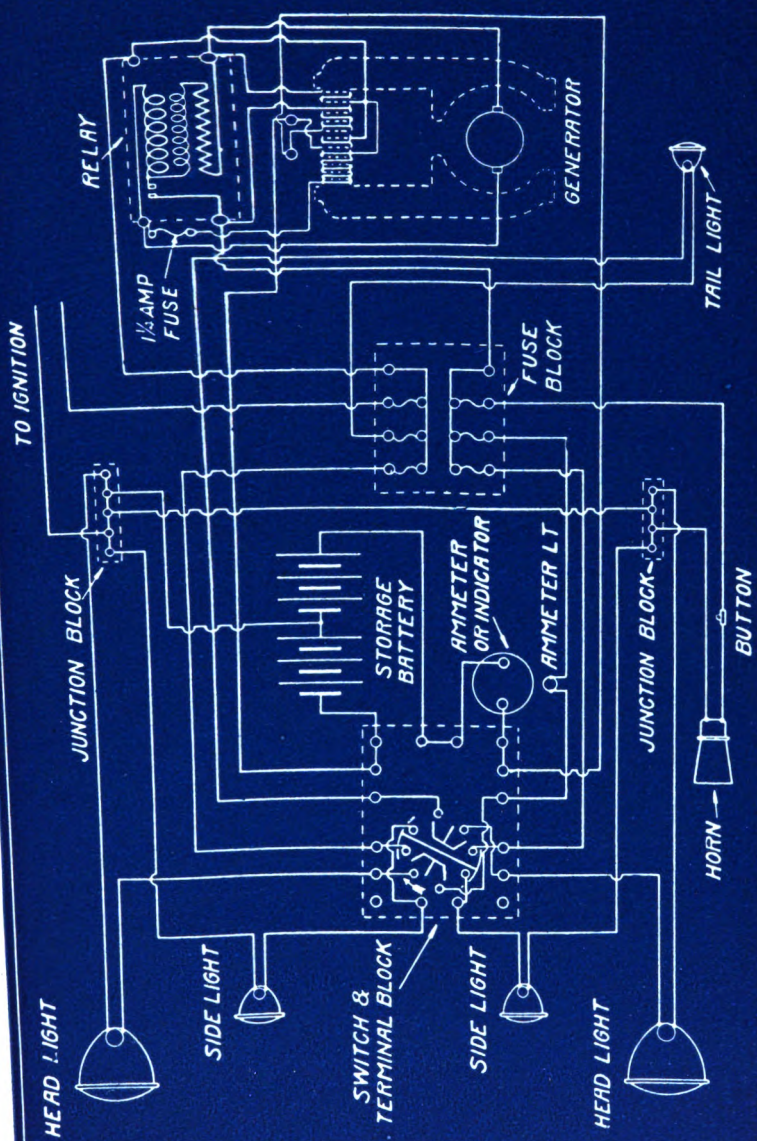 HEAD LIGHT
SIDE LIGHT
SWITCH &
TERMINAL BLOCK
SIDE LIGHT
HEAD LIGHT
JUNCTION BLOCK
TO IGNITION
STORAGE
BATTERY
AMMETER
OR INDICATOR
AMMETER LT
JUNCTION BLOCK
HORN
BUTTON
RELAY
1½ AMP
FUSE
FUSE
BLOCK
GENERATOR
TAIL LIGHT